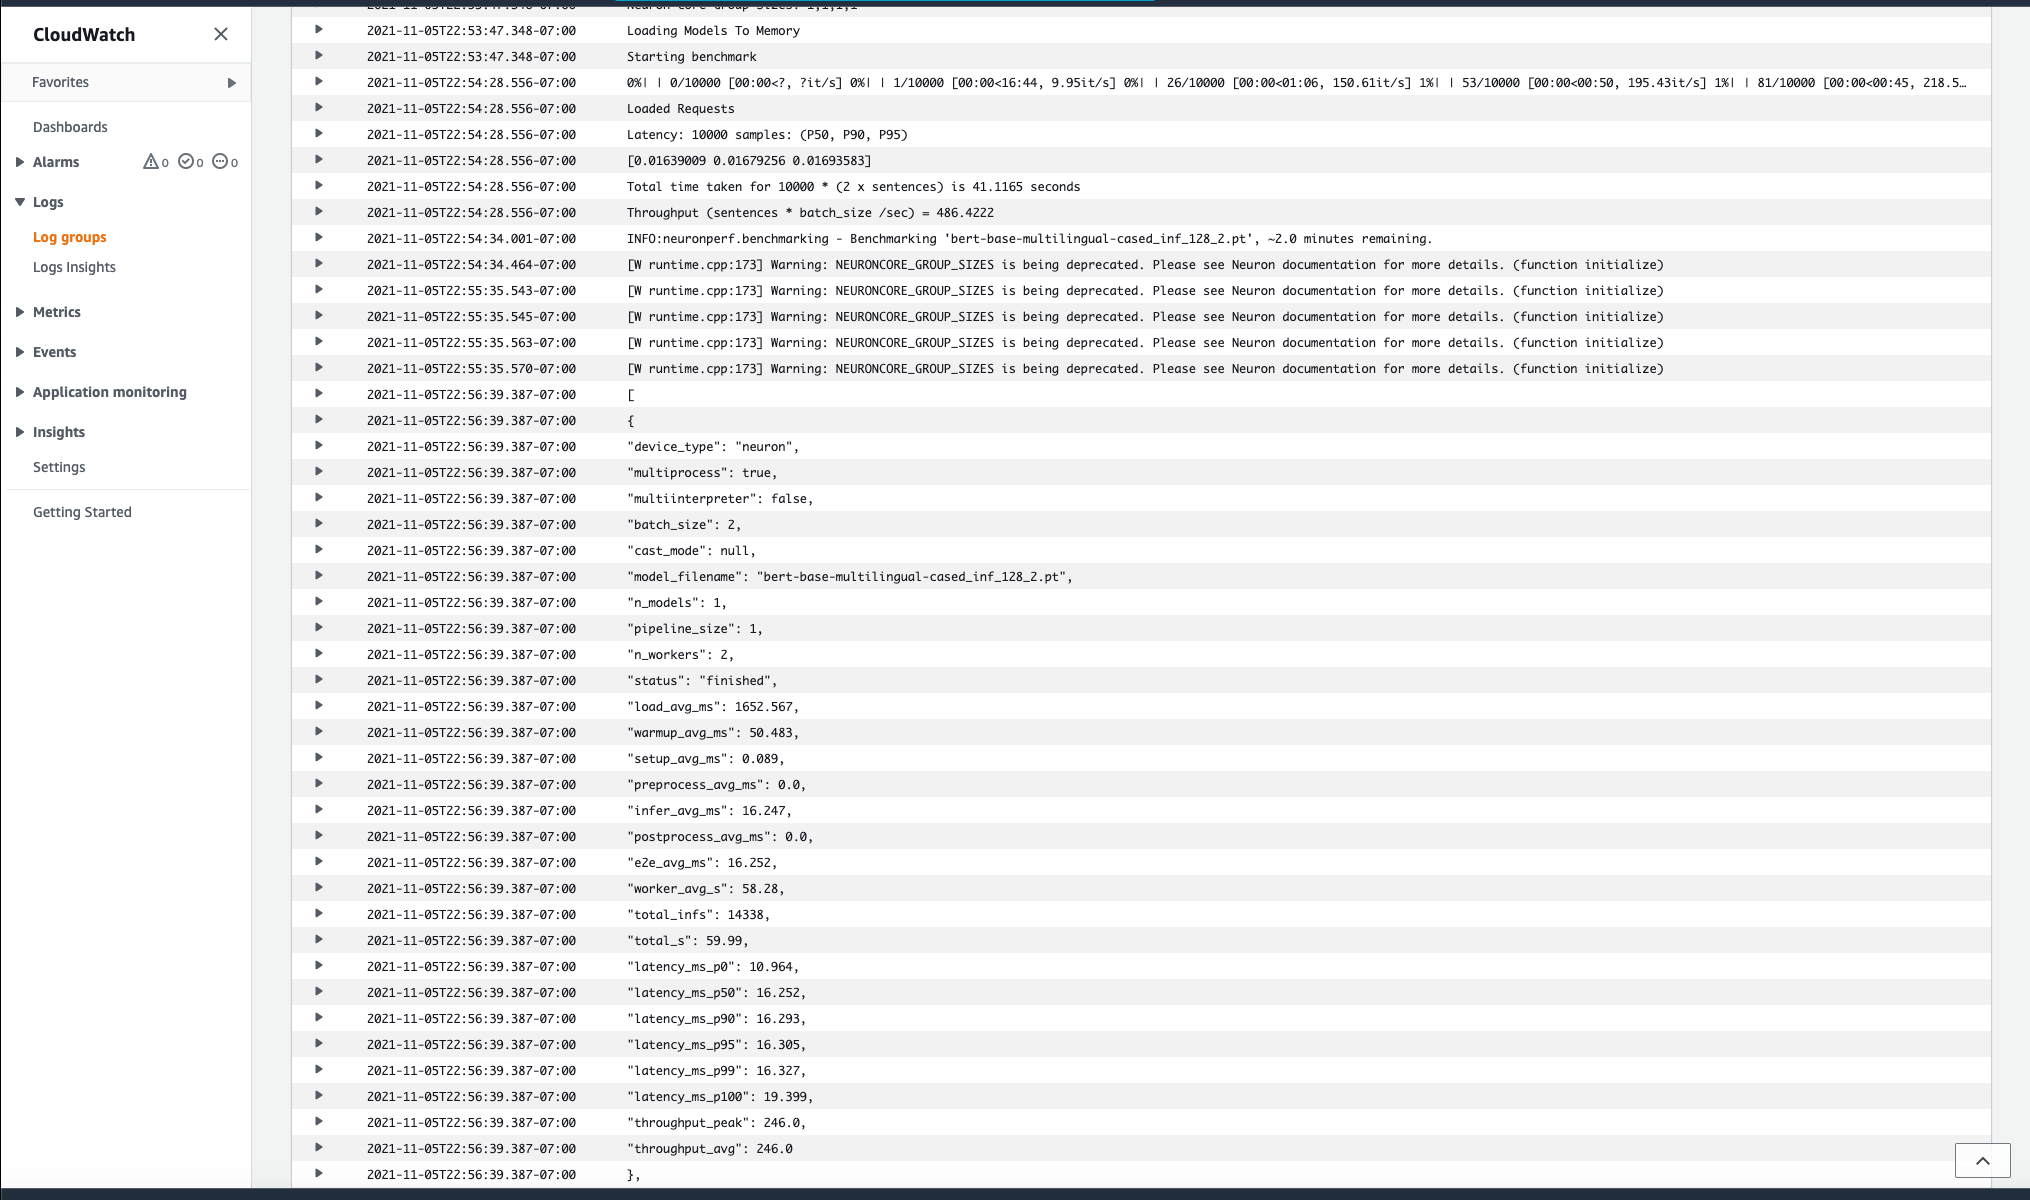 CloudWatch
Favorites
Dashboards
Alarms 0 0 0
Logs
Log groups
Logs Insights
Metrics
Events
Application monitoring
Insights
Settings
Getting Started
2021-11-05T22:53:47.348-07:00 Loading Models To Memory
2021-11-05T22:53:47.348-07:00 Starting benchmark
2021-11-05T22:54:28.556-07:00 0%| | 0/10000 [00:00<?, ?it/s] 0%| | 1/10000 [00:00<16:44, 9.95it/s] 0%| | 26/10000 [00:00<01:06, 150.61it/s] 1%| | 53/10000 [00:00<00:50, 195.43it/s] 1%| | 81/10000 [00:00<00:45, 218.5…
2021-11-05T22:54:28.556-07:00 Loaded Requests
2021-11-05T22:54:28.556-07:00 Latency: 10000 samples: (P50, P90, P95)
2021-11-05T22:54:28.556-07:00 [0.01639009 0.01679256 0.01693583]
2021-11-05T22:54:28.556-07:00 Total time taken for 10000 * (2 x sentences) is 41.1165 seconds
2021-11-05T22:54:28.556-07:00 Throughput (sentences * batch_size /sec) = 486.4222
2021-11-05T22:54:34.001-07:00 INFO:neuronperf.benchmarking - Benchmarking 'bert-base-multilingual-cased_inf_128_2.pt', ~2.0 minutes remaining.
2021-11-05T22:54:34.464-07:00 [W runtime.cpp:173] Warning: NEURONCORE_GROUP_SIZES is being deprecated. Please see Neuron documentation for more details. (function initialize)
2021-11-05T22:55:35.543-07:00 [W runtime.cpp:173] Warning: NEURONCORE_GROUP_SIZES is being deprecated. Please see Neuron documentation for more details. (function initialize)
2021-11-05T22:55:35.545-07:00 [W runtime.cpp:173] Warning: NEURONCORE_GROUP_SIZES is being deprecated. Please see Neuron documentation for more details. (function initialize)
2021-11-05T22:55:35.563-07:00 [W runtime.cpp:173] Warning: NEURONCORE_GROUP_SIZES is being deprecated. Please see Neuron documentation for more details. (function initialize)
2021-11-05T22:55:35.570-07:00 [W runtime.cpp:173] Warning: NEURONCORE_GROUP_SIZES is being deprecated. Please see Neuron documentation for more details. (function initialize)
2021-11-05T22:56:39.387-07:00 [
2021-11-05T22:56:39.387-07:00 {
2021-11-05T22:56:39.387-07:00 "device_type": "neuron",
2021-11-05T22:56:39.387-07:00 "multiprocess": true,
2021-11-05T22:56:39.387-07:00 "multiinterpreter": false,
2021-11-05T22:56:39.387-07:00 "batch_size": 2,
2021-11-05T22:56:39.387-07:00 "cast_mode": null,
2021-11-05T22:56:39.387-07:00 "model_filename": "bert-base-multilingual-cased_inf_128_2.pt",
2021-11-05T22:56:39.387-07:00 "n_models": 1,
2021-11-05T22:56:39.387-07:00 "pipeline_size": 1,
2021-11-05T22:56:39.387-07:00 "n_workers": 2,
2021-11-05T22:56:39.387-07:00 "status": "finished",
2021-11-05T22:56:39.387-07:00 "load_avg_ms": 1652.567,
2021-11-05T22:56:39.387-07:00 "warmup_avg_ms": 50.483,
2021-11-05T22:56:39.387-07:00 "setup_avg_ms": 0.089,
2021-11-05T22:56:39.387-07:00 "preprocess_avg_ms": 0.0,
2021-11-05T22:56:39.387-07:00 "infer_avg_ms": 16.247,
2021-11-05T22:56:39.387-07:00 "postprocess_avg_ms": 0.0,
2021-11-05T22:56:39.387-07:00 "e2e_avg_ms": 16.252,
2021-11-05T22:56:39.387-07:00 "worker_avg_s": 58.28,
2021-11-05T22:56:39.387-07:00 "total_infs": 14338,
2021-11-05T22:56:39.387-07:00 "total_s": 59.99,
2021-11-05T22:56:39.387-07:00 "latency_ms_p0": 10.964,
2021-11-05T22:56:39.387-07:00 "latency_ms_p50": 16.252,
2021-11-05T22:56:39.387-07:00 "latency_ms_p90": 16.293,
2021-11-05T22:56:39.387-07:00 "latency_ms_p95": 16.305,
2021-11-05T22:56:39.387-07:00 "latency_ms_p99": 16.327,
2021-11-05T22:56:39.387-07:00 "latency_ms_p100": 19.399,
2021-11-05T22:56:39.387-07:00 "throughput_peak": 246.0,
2021-11-05T22:56:39.387-07:00 "throughput_avg": 246.0
2021-11-05T22:56:39.387-07:00 },